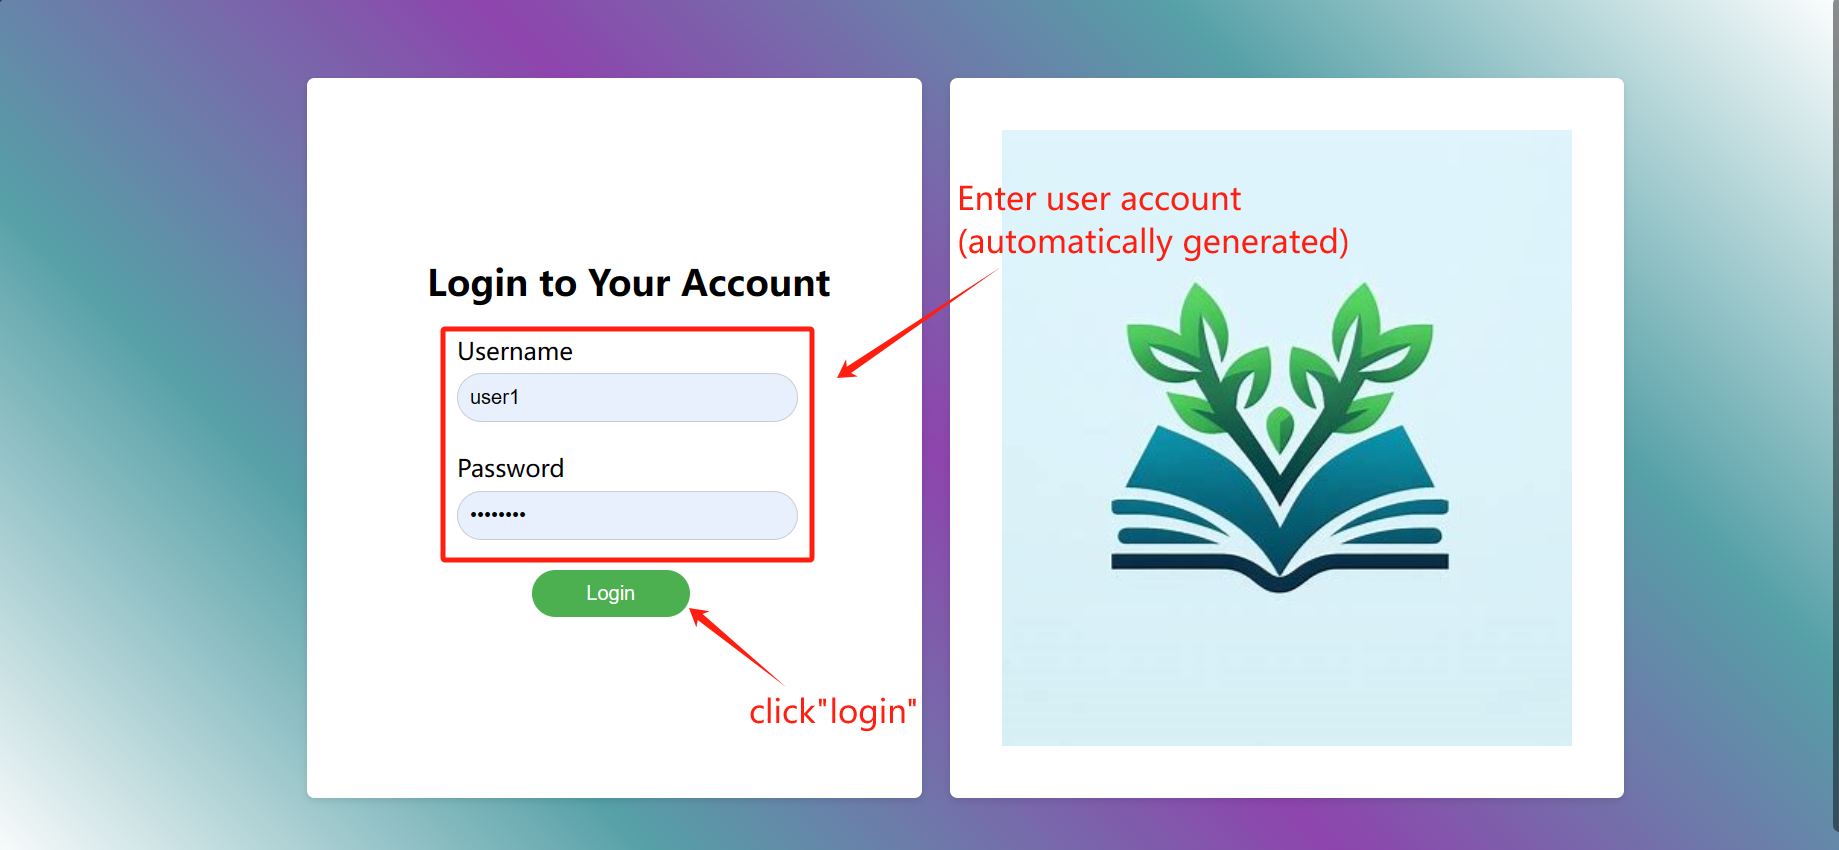 Enter user account
(automatically generated)
Login to Your Account
Username
user1
Password
••••••••
Login
click"login"